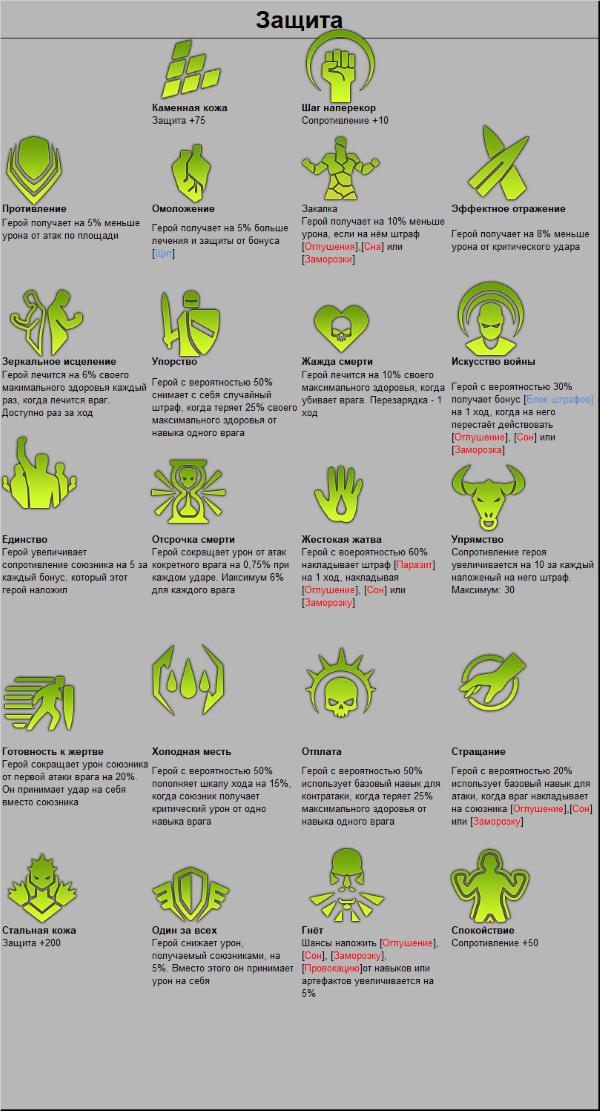 Защита
Каменная кожа
Защита +75
Шаг наперекор
Сопротивление +10
Противление
Герой получает на 5% меньше
урона от атак по площади
Омоложение
Герой получает на 5% больше
лечения и защиты от бонуса
[Щит]
Закалка
Герой получает на 10% меньше
урона, если на нём штраф
[Оглушения],[Сна] или
[Заморозки]
Эффектное отражение
Герой получает на 8% меньше
урона от критического удара
Зеркальное исцеление
Герой лечится на 6% своего
макимального здоровья каждый
раз, когда лечится враг.
Доступно раз за ход
Упорство
Герой с вероятностью 50%
снимает с себя случайный
штраф, когда теряет 25% своего
максимального здоровья от
навыка одного врага
Жажда смерти
Герой лечится на 10% своего
максимального здоровья, когда
убивает врага. Перезарядка - 1
ход
Искусство войны
Герой с вероятностью 30%
получает бонус [Блок штрафов]
на 1 ход, когда на него
перестаёт действовать
[Оглушение], [Сон] или
[Заморозка]
Единство
Герой увеличивает
сопротивление союзника на 5 за
каждый бонус, который этот
герой наложил
Отсрочка смерти
Герой сокращает урон от атак
кокретного врага на 0,75% при
каждом ударе. Иаксимум 6%
для каждого врага
Жестокая жатва
Герой с воероятностью 60%
накладывает штраф [Паразит]
на 1 ход, накладывая
[Оглушение], [Сон] или
[Заморозку]
Упрямство
Сопротивление героя
увеличивается на 10 за каждый
наложеный на него штраф.
Максимум: 30
Готовность к жертве
Герой сокращает урон союзника
от первой атаки врага на 20%.
Он принимает удар на себя
вместо союзника
Холодная месть
Герой с вероятностью 50%
пополняет шкалу хода на 15%,
когда союзник получает
критический урон от одно
навыка врага
Отплата
Герой с вероятностью 50%
использует базовый навык для
контратаки, когда теряет 25%
максимального здоровья от
навыка одного врага
Стращание
Герой с вероятностью 20%
использует базовый навык для
атаки, когда враг накладывает
на союзника [Оглушение],[Сон]
или [Заморозку]
Стальная кожа
Защита +200
Один за всех
Герой снижает урон,
получаемый союзниками, на
5%. Вместо этого он принимает
урон на себя
Гнёт
Шансы наложить [Оглушение],
[Сон], [Заморозку],
[Провокацию]от навыков или
артефактов увеличивается на
5%
Спокойствие
Сопротивление +50